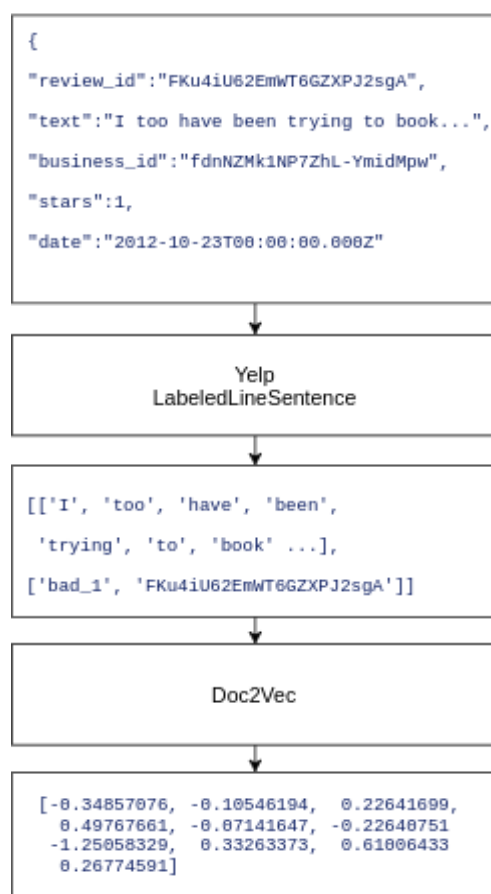 {
"review_id":"FKu4iU62EmWT6GZXPJ2sgA",
"text":"I too have been trying to book...",
"business_id":"fdnNZMk1NP7ZhL-YmidMpw",
"stars":1,
"date":"2012-10-23T00:00:00.000Z"
Yelp
LabeledLineSentence
[['I', 'too', 'have', 'been',
'trying', 'to', 'book' ...],
['bad_1', 'FKu4iU62EmWT6GZXPJ2sgA']]
Doc2Vec
[-0.34857076, -0.10546194, 0.22641699,
0.49767661, -0.07141647, -0.22640751
-1.25058329, 0.33263373, 0.61006433
0.26774591]